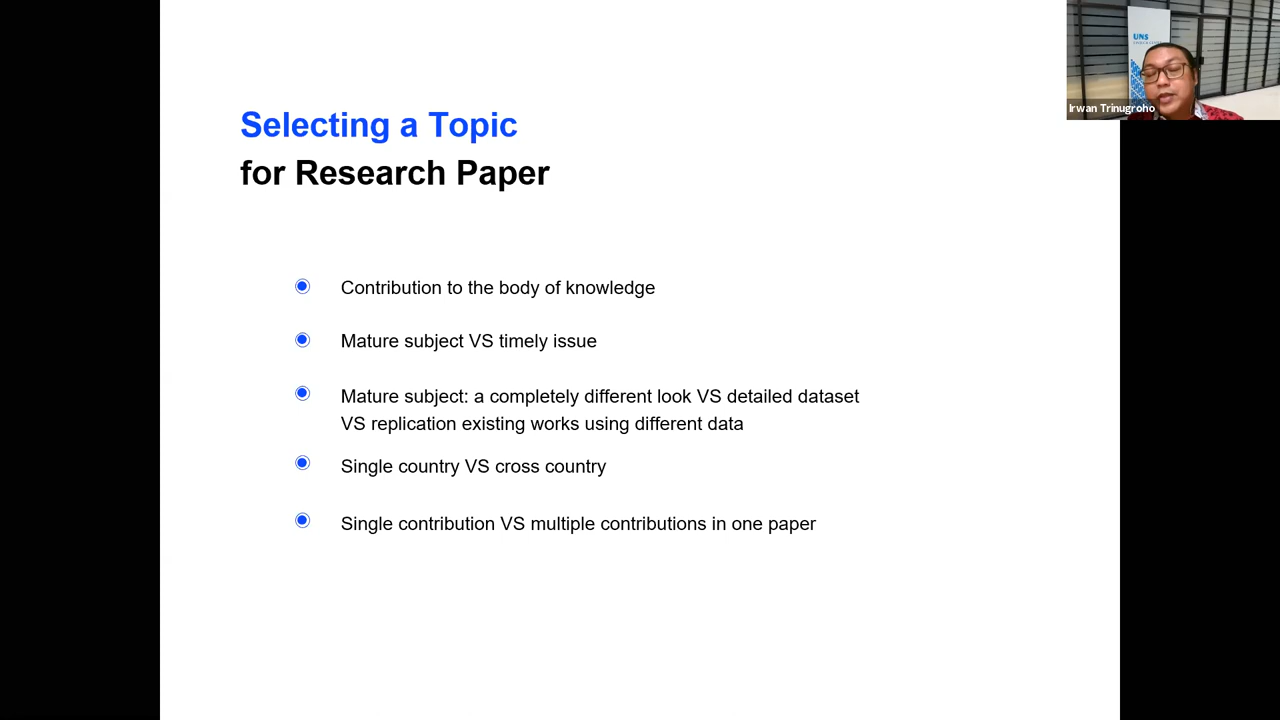 Selecting a Topic
for Research Paper
Contribution to the body of knowledge
Mature subject VS timely issue
Mature subject: a completely different look VS detailed dataset
VS replication existing works using different data
Single country VS cross country
Single contribution VS multiple contributions in one paper
UNS
Irwan Trinugroho